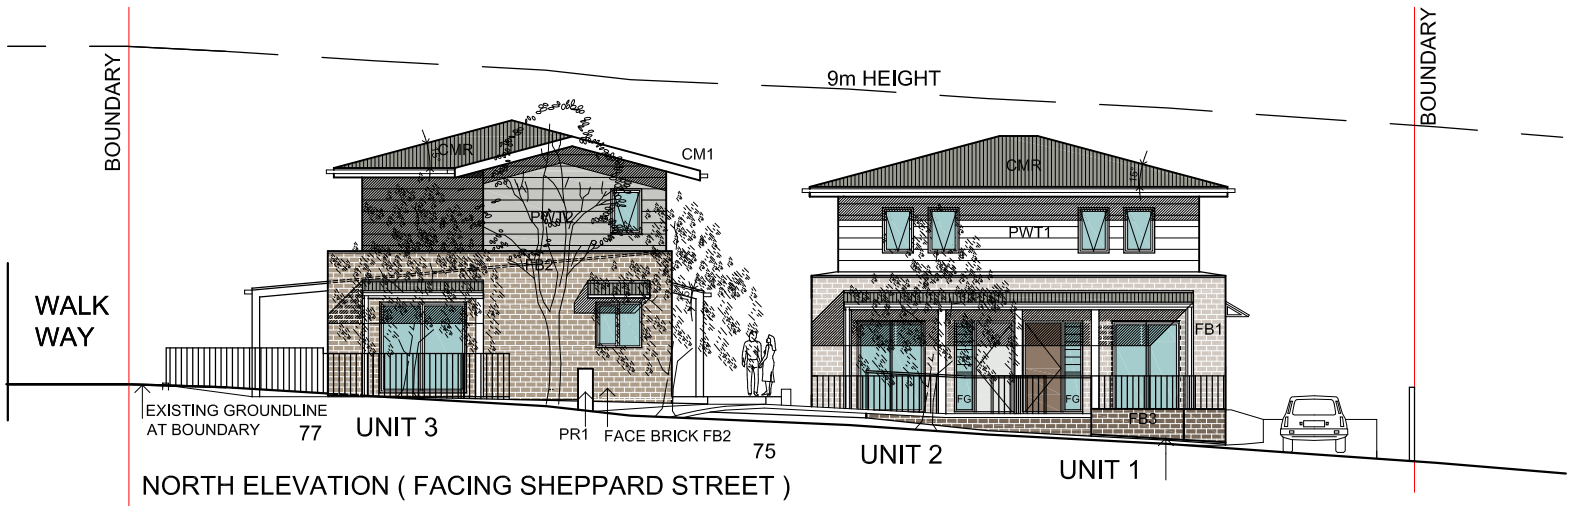 BOUNDARY
9m HEIGHT
BOUNDARY
CMR
CM1
CMR
PWT2
PWT1
FB2
WALK
WAY
FB1
FG
FG
FB3
EXISTING GROUNDLINE
AT BOUNDARY
77
UNIT 3
PR1
FACE BRICK FB2
75
UNIT 2
UNIT 1
NORTH ELEVATION ( FACING SHEPPARD STREET )